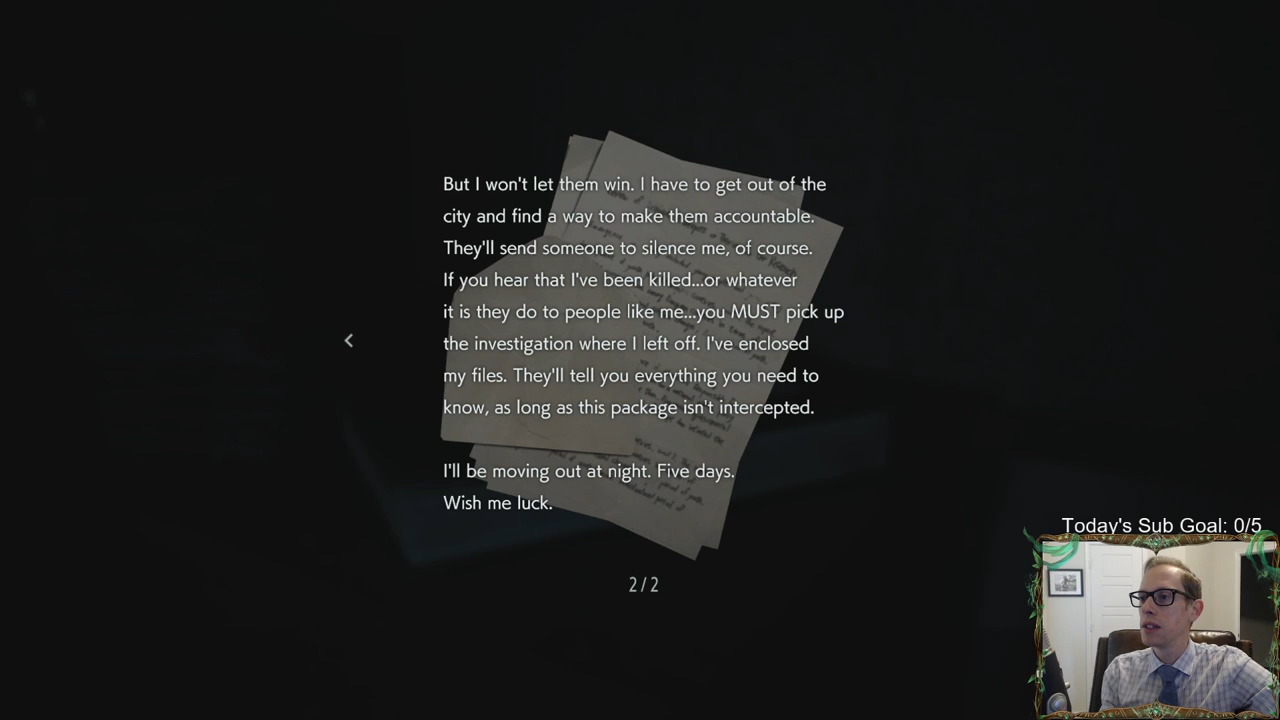 But I won't let them win. I have to get out of the
city and find a way to make them accountable.
They'll send someone to silence me, of course.
If you hear that I've been killed...or whatever
it is they do to people like me...you MUST pick up
the investigation where I left off. I've enclosed
my files. They'll tell you everything you need to
know, as long as this package isn't intercepted.
I'll be moving out at night. Five days.
Wish me luck.
2/2
Today's Sub Goal: 0/5